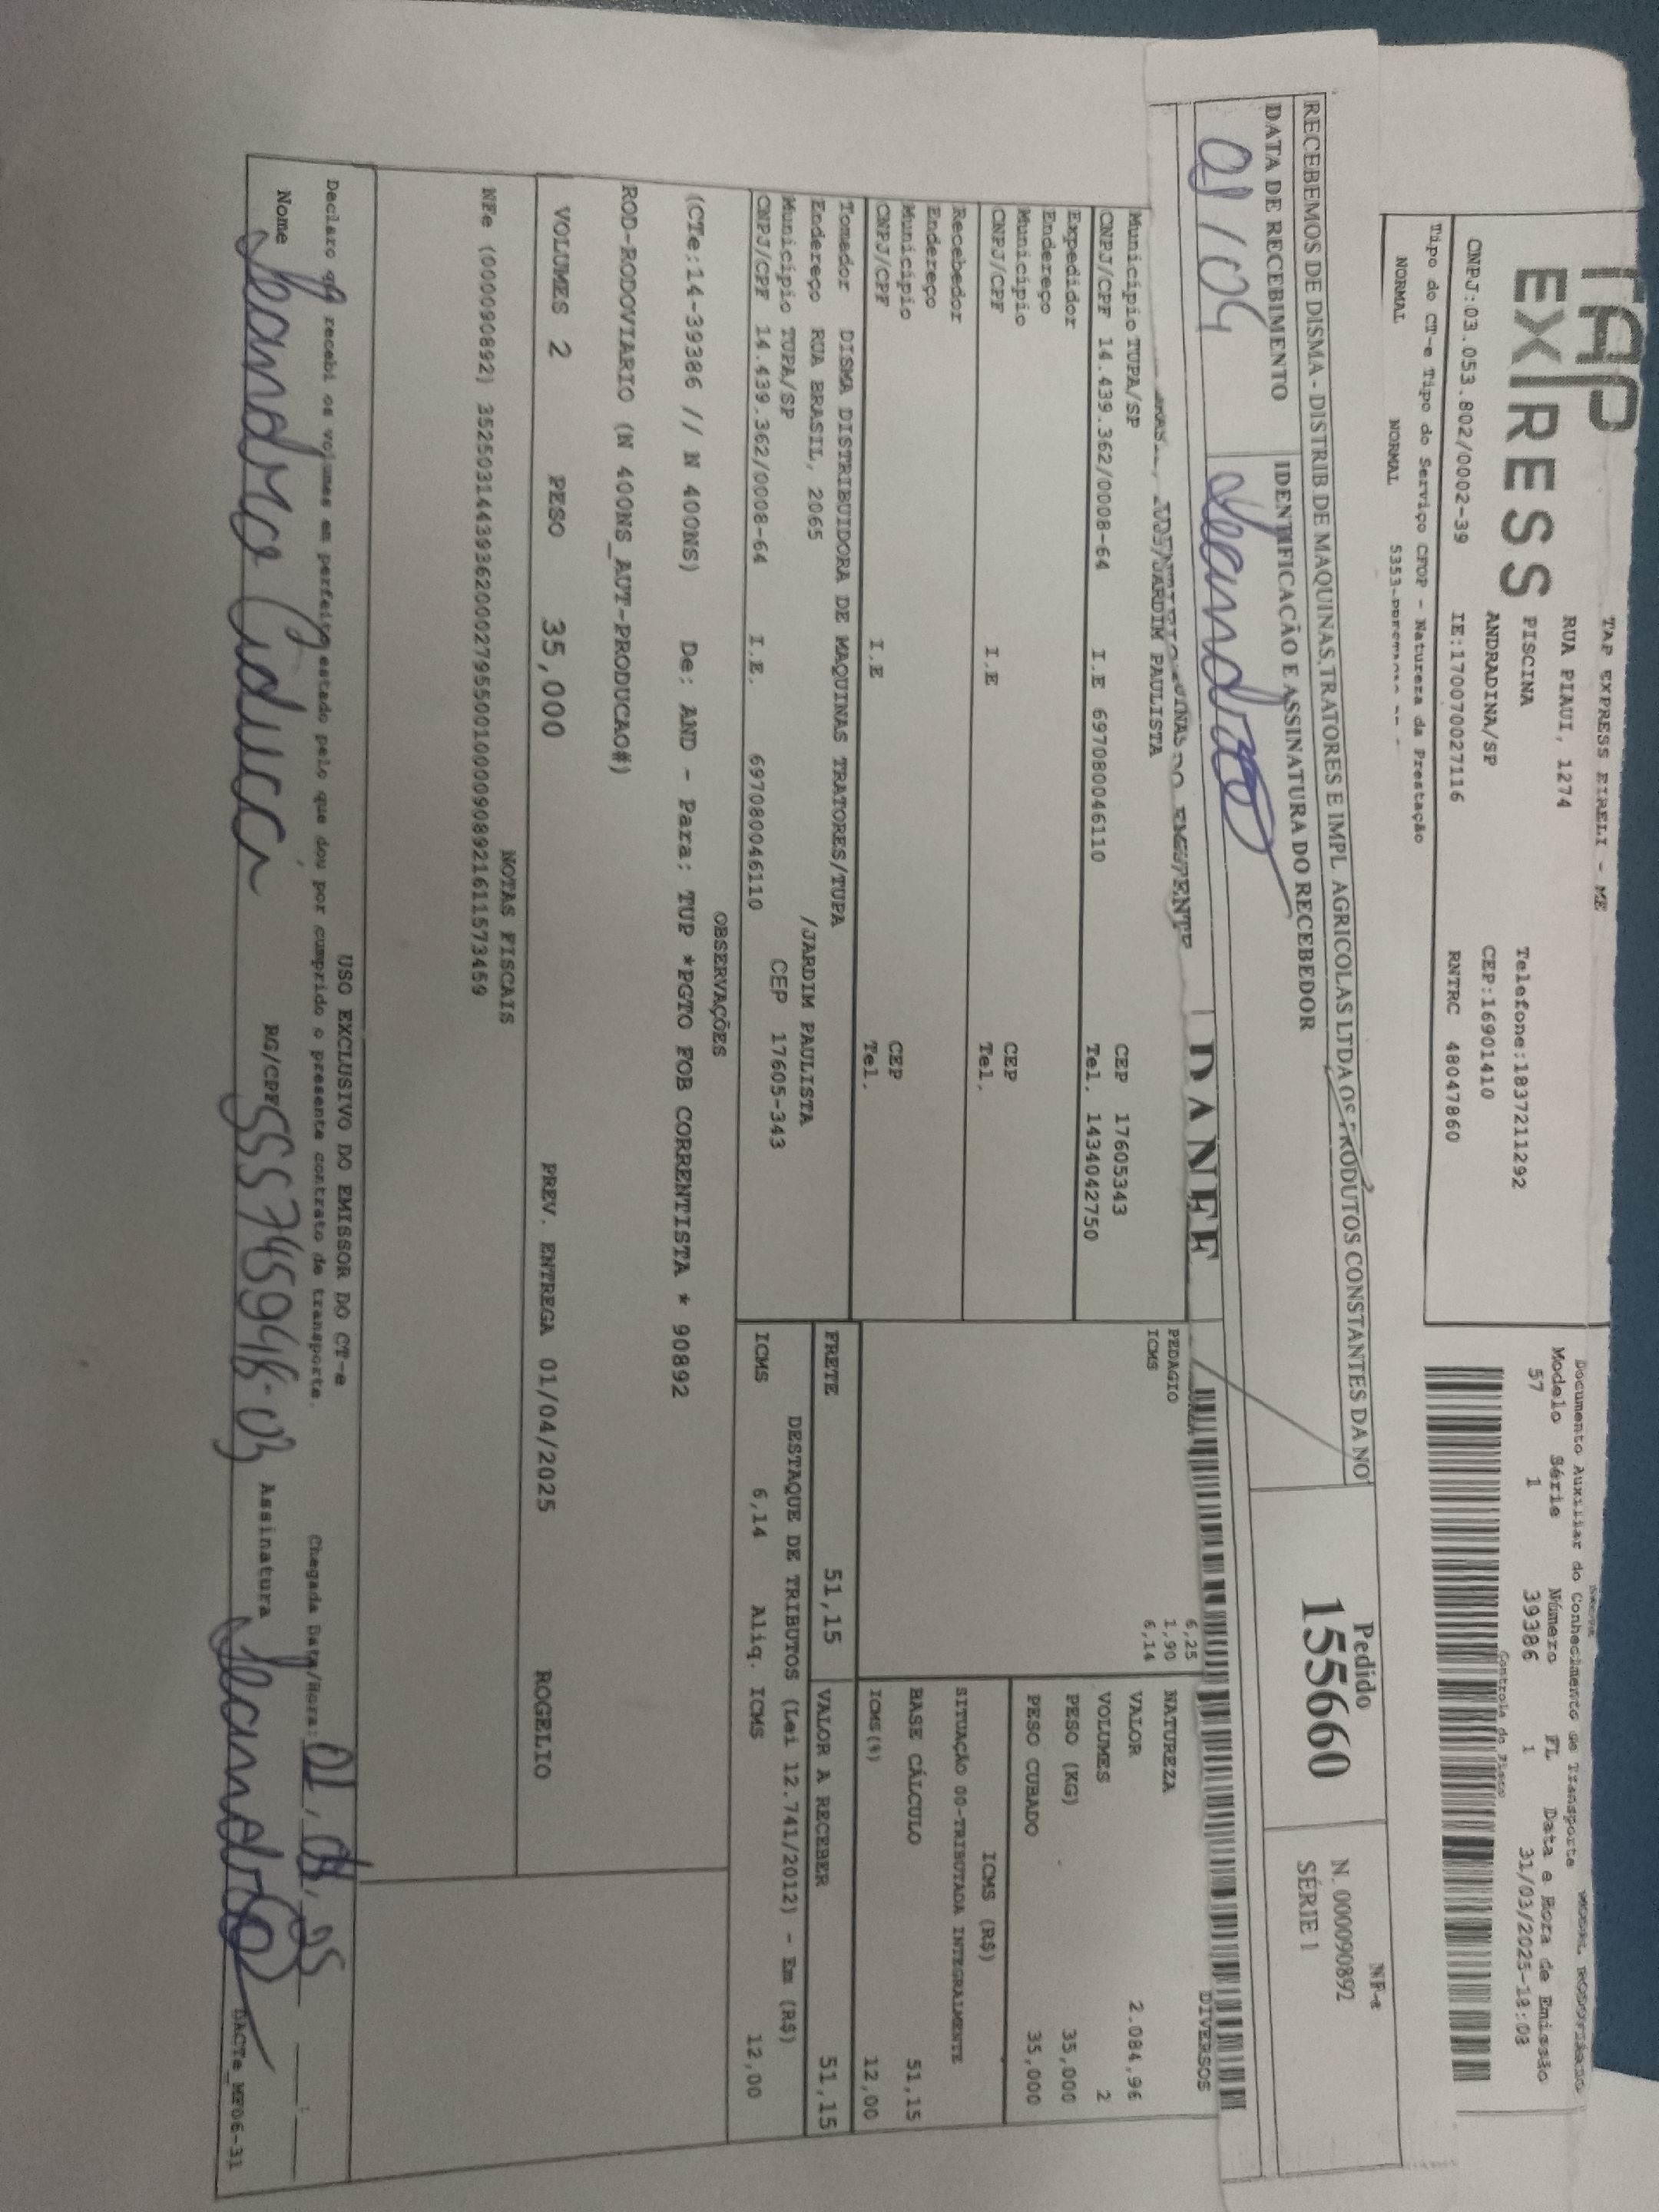 TAP
EXPRESS
TAP EXPRESS EIRELI - ME
RUA PIAUI, 1274
PISCINA
ANDRADINA/SP
Telefone:1837211292
CEP:16901410
CNPJ:03.053.802/0002-39 IE:170070027116 RNTRC 48047860
Documento Auxiliar do Conhecimento de Transporte
Modelo Série Número FL Data e Hora de Emissão
57 1 39386 1 31/03/2025-18:03
Controle do Fisco
Tipo do CT-e Tipo do Serviço CFOP - Natureza da Prestação
NORMAL NORMAL
RECEBEMOS DE DISMA - DISTRIB DE MAQUINAS,TRATORES E IMPL AGRICOLAS LTDA OS PRODUTOS CONSTANTES DA NO
DATA DE RECEBIMENTO IDENTIFICAÇÃO E ASSINATURA DO RECEBEDOR
01/04 Leandro
Pedido
155660
NF-e
N. 000090892
SÉRIE 1
DANFE
JARDIM PAULISTA
Município TUPA/SP CEP 17605343
CNPJ/CPF 14.439.362/0008-64 I.E 697080046110 Tel. 1434042750
6,25
PEDAGIO 1,90
ICMS 6,14
DIVERSOS
NATUREZA
VALOR 2.084,96
VOLUMES 2
PESO (KG) 35,000
PESO CUBADO 35,000
Expedidor
Endereço
Município CEP
CNPJ/CPF I.E Tel.
Recebedor
Endereço
Município CEP
CNPJ/CPF I.E Tel.
ICMS (R$)
SITUAÇÃO 00-TRIBUTADA INTEGRALMENTE
BASE CÁLCULO 51,15
ICMS(%) 12,00
Tomador DISMA DISTRIBUIDORA DE MAQUINAS TRATORES/TUPA
Endereço RUA BRASIL, 2065 /JARDIM PAULISTA
Município TUPA/SP CEP 17605-343
CNPJ/CPF 14.439.362/0008-64 I.E. 697080046110
FRETE 51,15 VALOR A RECEBER 51,15
DESTAQUE DE TRIBUTOS (Lei 12.741/2012) - Em (R$)
ICMS 6,14 Aliq. ICMS 12,00
OBSERVAÇÕES
(CTe:14-39386 // N 400NS) De: AND - Para: TUP *PGTO FOB CORRENTISTA * 90892
ROD-RODOVIARIO (N 400NS_AUT-PRODUCAO#)
VOLUMES 2 PESO 35,000 PREV. ENTREGA 01/04/2025 ROGELIO
NOTAS FISCAIS
NFe (000090892) 35250314439362000279550010000908921611573459
USO EXCLUSIVO DO EMISSOR DO CT-e
Declaro que recebi os volumes em perfeito estado pelo que dou por cumprido o presente contrato de transporte. Chegada Data/Hora: 01/04/25
Nome Leandro RG/CPF Assinatura Leandro
DACTe_MF06-31